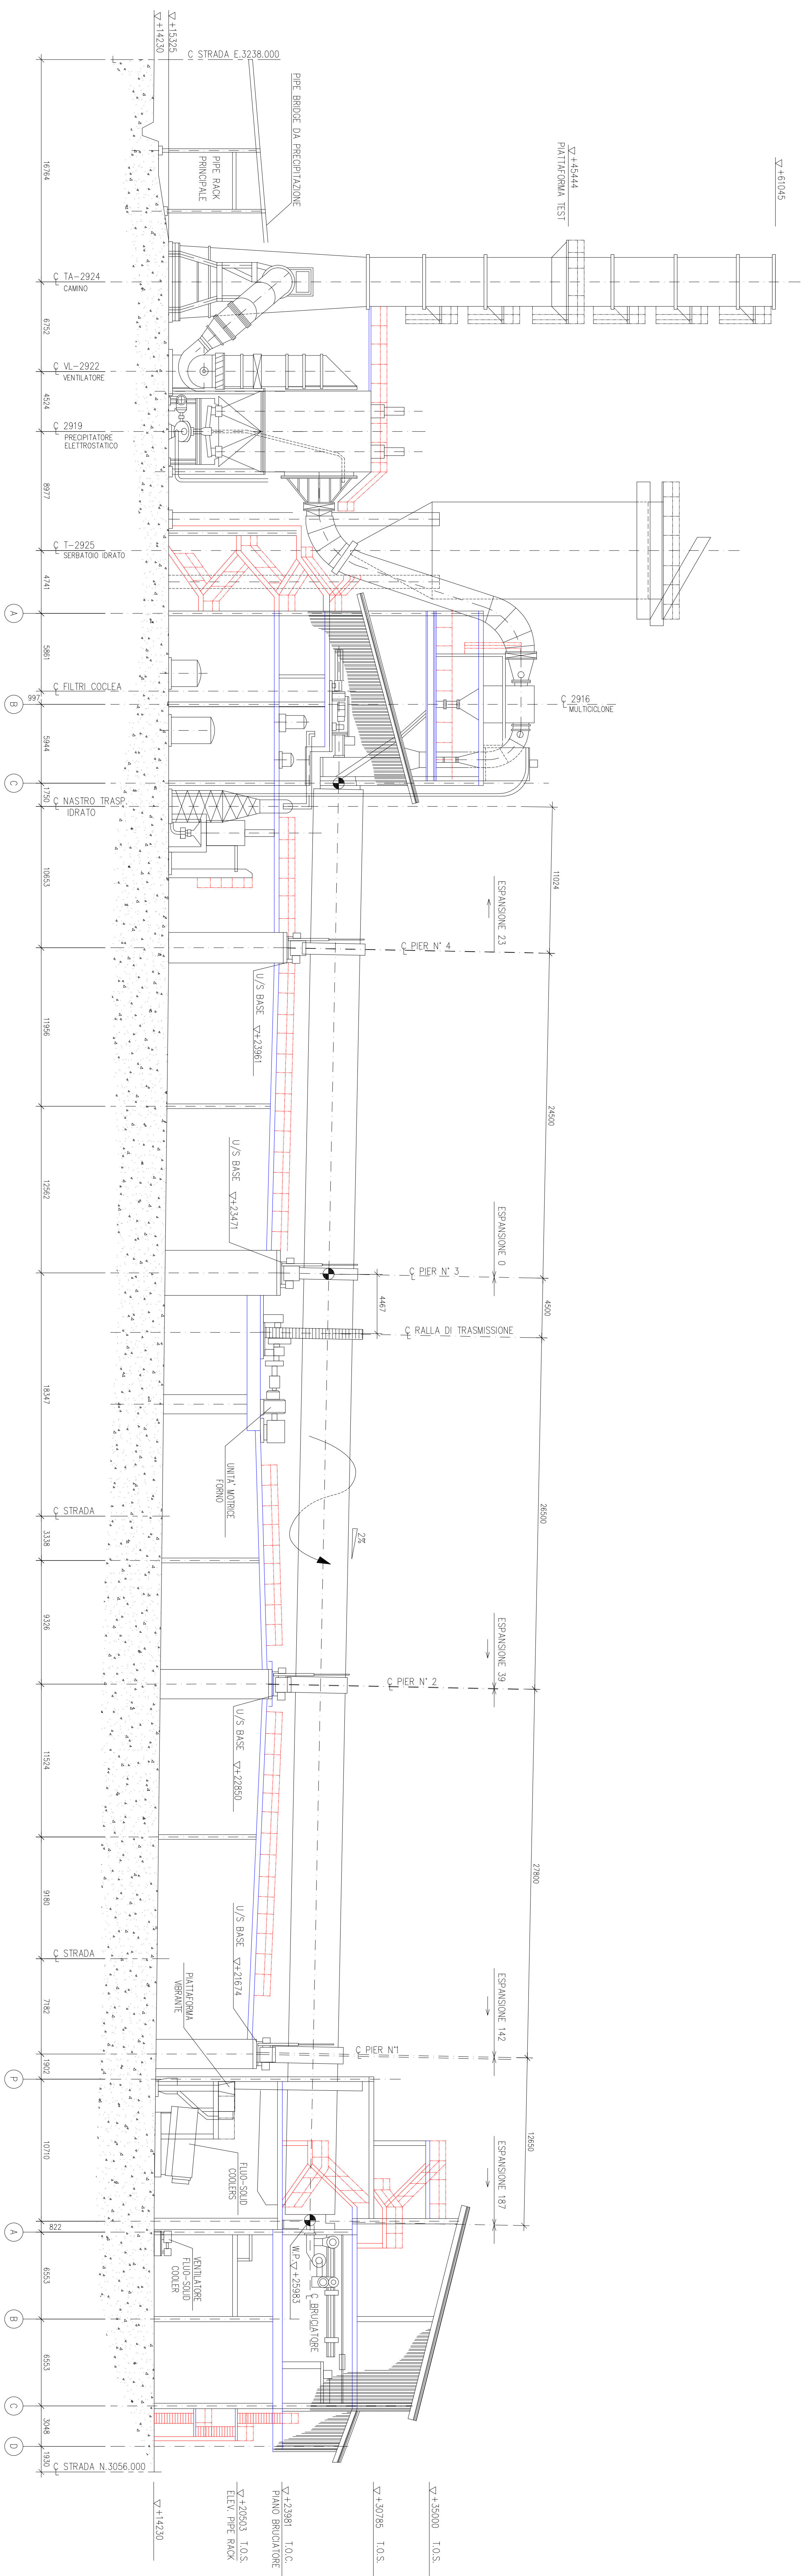 ▽ +15325
▽ +14230
C STRADA E.3238.000
PIPE BRIDGE DA PRECIPITAZIONE
PIPE RACK
PRINCIPALE
▽ +45444
PIATTAFORMA TEST
▽ +61045
16764
C TA-2924
CAMINO
6752
C VL-2922
VENTILATORE
4524
C 2919
PRECIPITATORE
ELETTROSTATICO
8977
C T-2925
SERBATOIO IDRATO
4741
A
5861
C FILTRI COCLEA
997
B
C 2916
MULTICICLONE
5944
C
1750
C NASTRO TRASP.
IDRATO
10653
11024
ESPANSIONE 23
C PIER N° 4
U/S BASE ▽+23961
11956
24500
12562
U/S BASE ▽+23471
ESPANSIONE 0
C PIER N° 3
4467
4500
C RALLA DI TRASMISSIONE
18347
UNITA' MOTRICE
FORNO
26500
2%
C STRADA
3338
9326
ESPANSIONE 39
C PIER N° 2
U/S BASE ▽+22850
11524
27800
9180
U/S BASE ▽+21674
C STRADA
7182
PIATTAFORMA
VIBRANTE
ESPANSIONE 142
C PIER N°1
1902
P
12650
10710
FLUO-SOLID
COOLERS
ESPANSIONE 187
822
A
W.P.▽ +25983
C BRUCIATORE
VENTILATORE
FLUO-SOLID
COOLER
6553
B
6553
C
3048
D
1930
C STRADA N.3056.000
▽ +14230
▽ +20503 T.O.S.
ELEV. PIPE RACK
▽ +23981 T.O.C.
PIANO BRUCIATORE
▽ +30785 T.O.S.
▽ +35000 T.O.S.